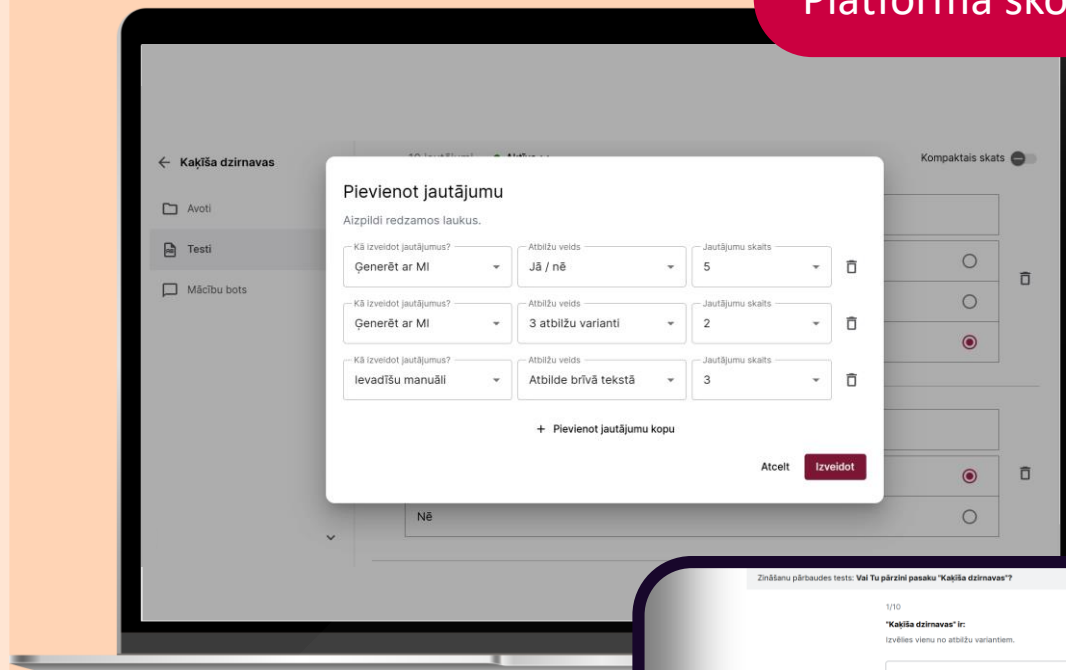 Platforma
Kaķīša dzirnavas
Kompaktais skats
Avoti
Testi
Mācību bots
Pievienot jautājumu
Aizpildi redzamos laukus.
Kā izveidot jautājumus? Atbilžu veids Jautājumu skaits
Ģenerēt ar MI Jā / nē 5
Kā izveidot jautājumus? Atbilžu veids Jautājumu skaits
Ģenerēt ar MI 3 atbilžu varianti 2
Kā izveidot jautājumus? Atbilžu veids Jautājumu skaits
Ievadīšu manuāli Atbilde brīvā tekstā 3
+ Pievienot jautājumu kopu
Atcelt Izveidot
Nē
Zināšanu pārbaudes tests: Vai Tu pārzini pasaku "Kaķīša dzirnavas"?
1/10
"Kaķīša dzirnavas" ir:
Izvēlies vienu no atbilžu variantiem.